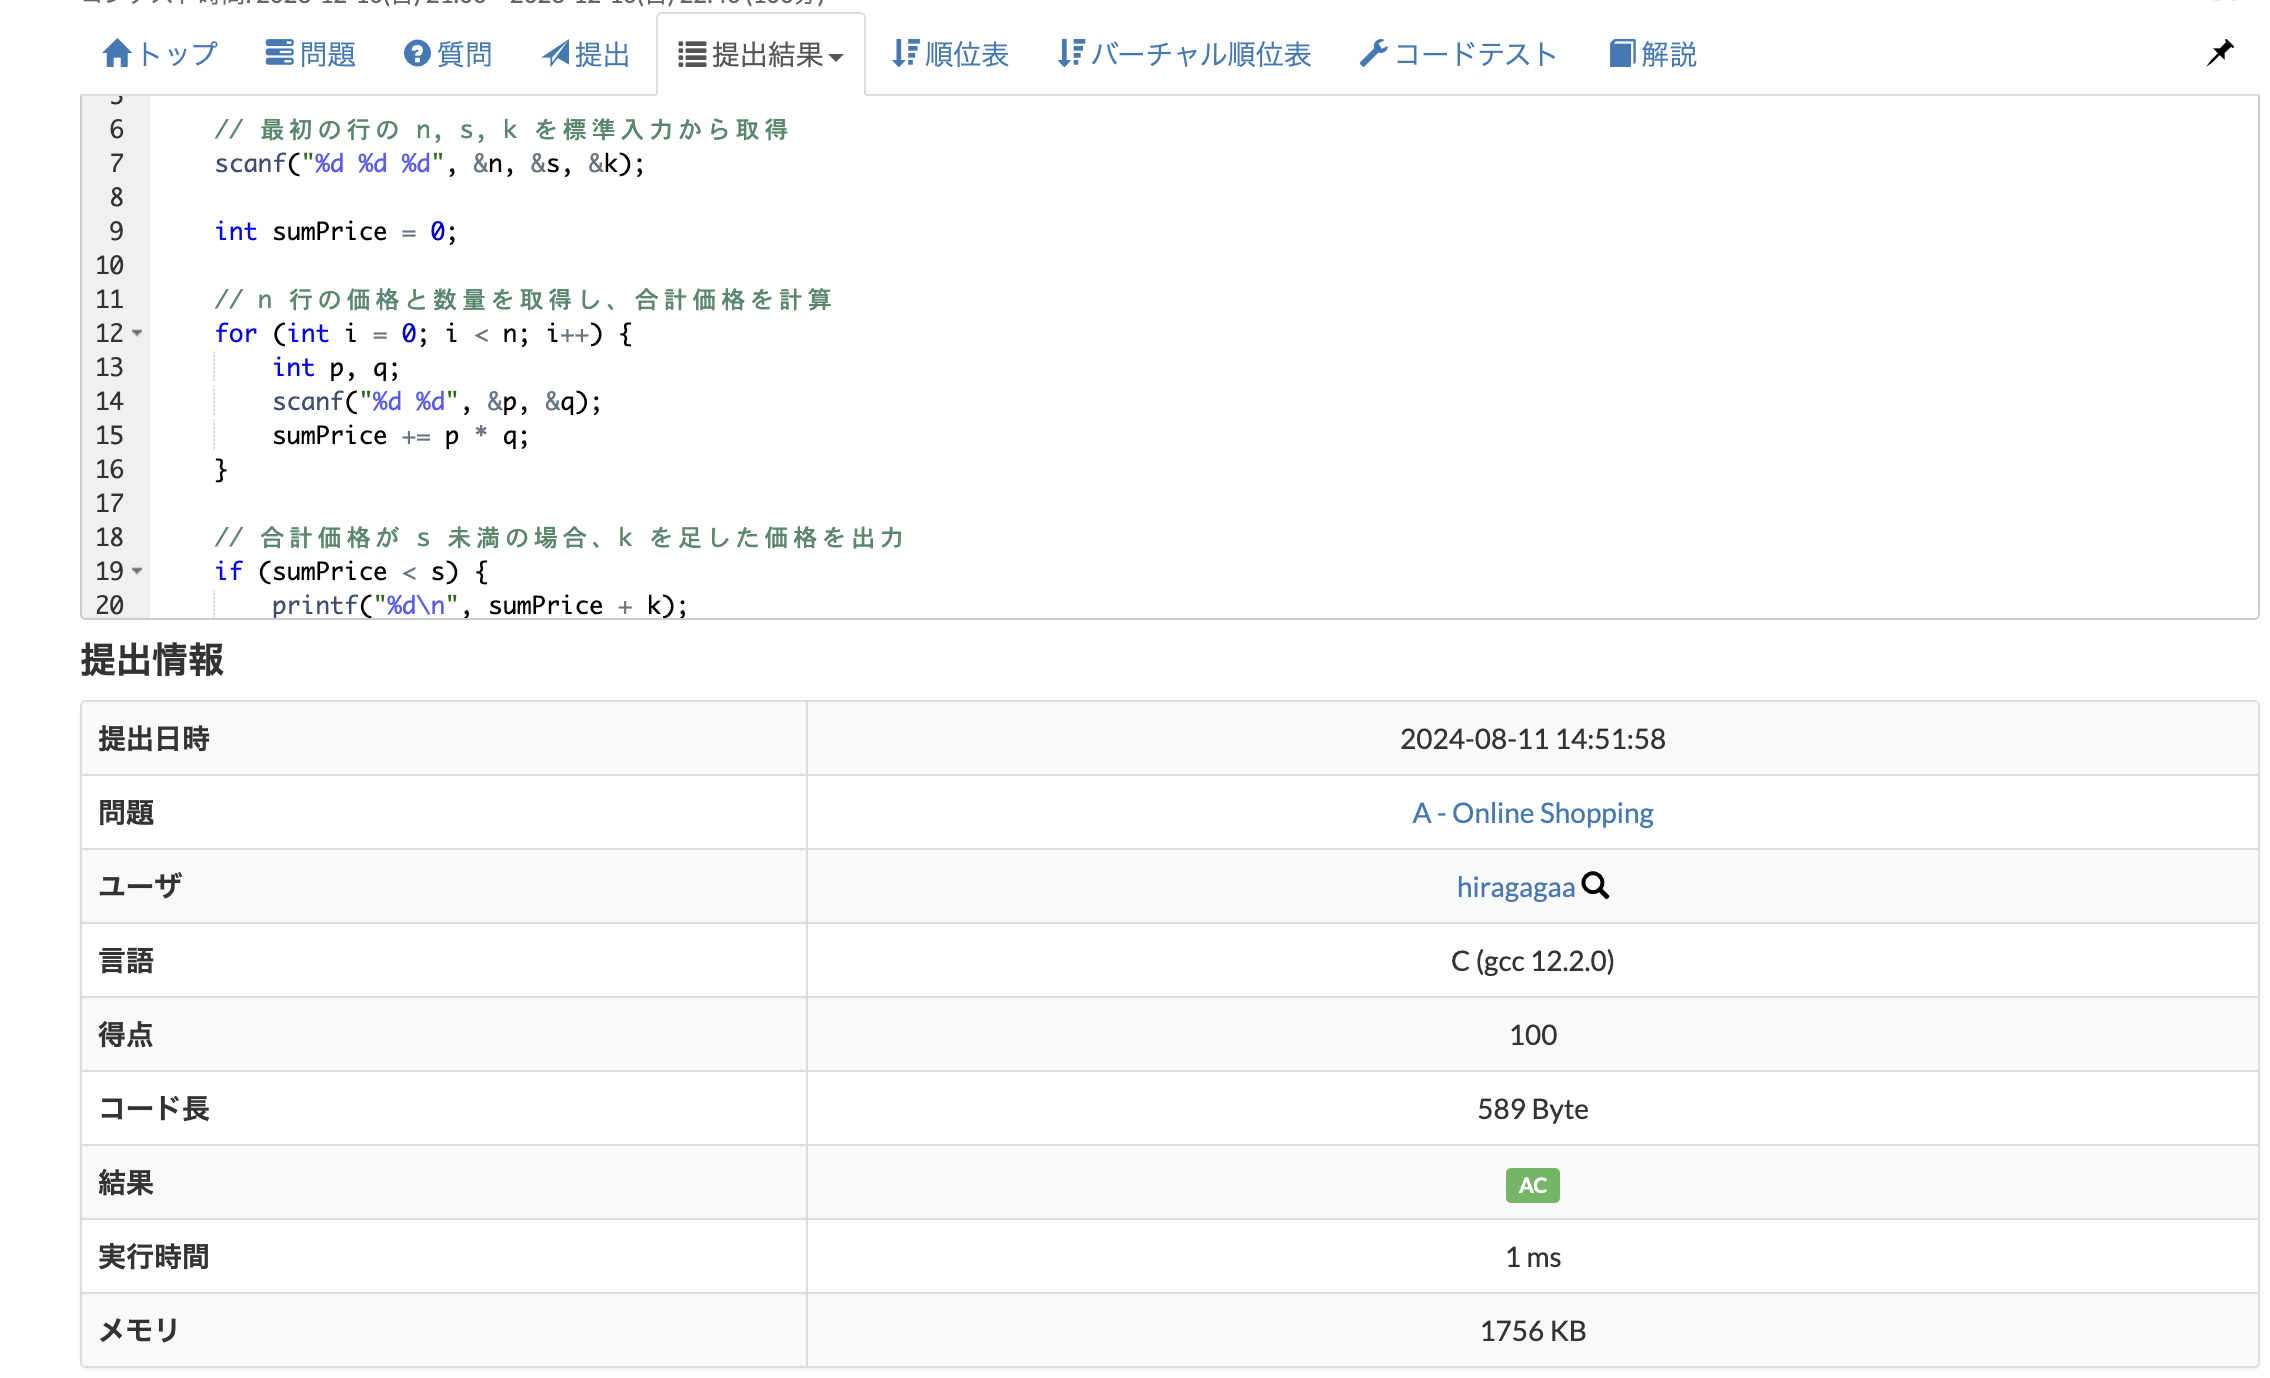 トップ 問題 質問 提出 提出結果 順位表 バーチャル順位表 コードテスト 解説
5
6 // 最初の行の n, s, k を標準入力から取得
7 scanf("%d %d %d", &n, &s, &k);
8
9 int sumPrice = 0;
10
11 // n 行の価格と数量を取得し、合計価格を計算
12 for (int i = 0; i < n; i++) {
13 int p, q;
14 scanf("%d %d", &p, &q);
15 sumPrice += p * q;
16 }
17
18 // 合計価格が s 未満の場合、k を足した価格を出力
19 if (sumPrice < s) {
20 printf("%d\n", sumPrice + k);
提出情報
提出日時 2024-08-11 14:51:58
問題 A - Online Shopping
ユーザ hiragagaa
言語 C (gcc 12.2.0)
得点 100
コード長 589 Byte
結果 AC
実行時間 1 ms
メモリ 1756 KB